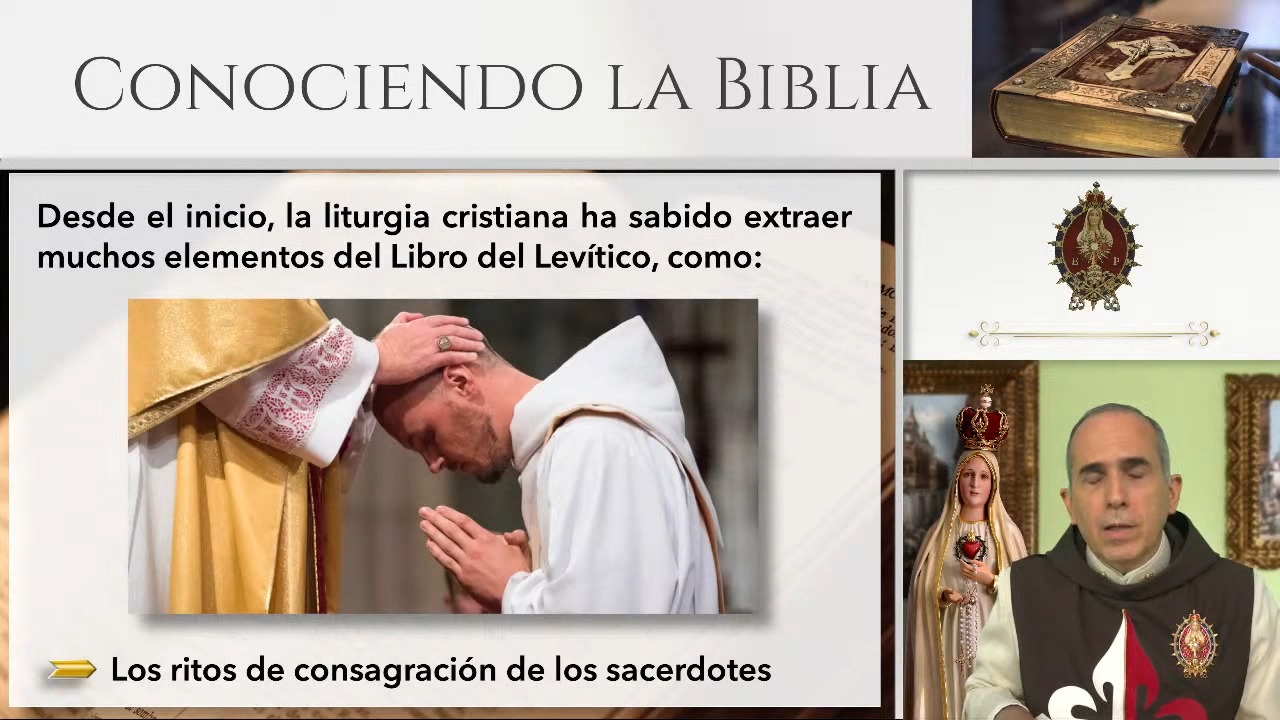 CONOCIENDO LA BIBLIA
Desde el inicio, la liturgia cristiana ha sabido extraer
muchos elementos del Libro del Levítico, como:
E P
Los ritos de consagración de los sacerdotes